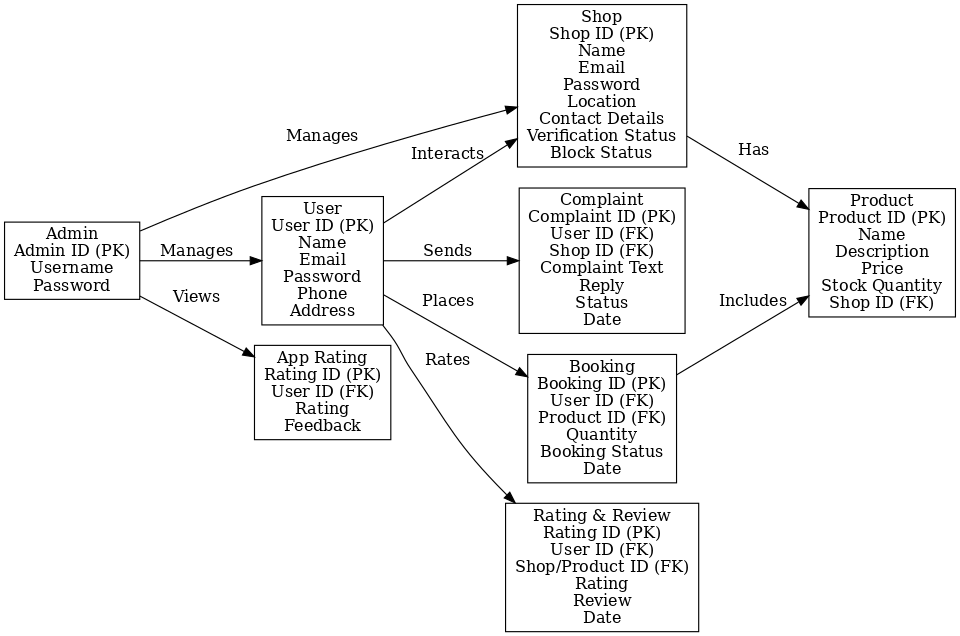 Shop
Shop ID (PK)
Name
Email
Password
Location
Contact Details
Verification Status
Block Status
Manages
Interacts
Has
Admin
Admin ID (PK)
Username
Password
Manages
Views
User
User ID (PK)
Name
Email
Password
Phone
Address
Sends
Places
Rates
Complaint
Complaint ID (PK)
User ID (FK)
Shop ID (FK)
Complaint Text
Reply
Status
Date
Product
Product ID (PK)
Name
Description
Price
Stock Quantity
Shop ID (FK)
Includes
App Rating
Rating ID (PK)
User ID (FK)
Rating
Feedback
Booking
Booking ID (PK)
User ID (FK)
Product ID (FK)
Quantity
Booking Status
Date
Rating & Review
Rating ID (PK)
User ID (FK)
Shop/Product ID (FK)
Rating
Review
Date